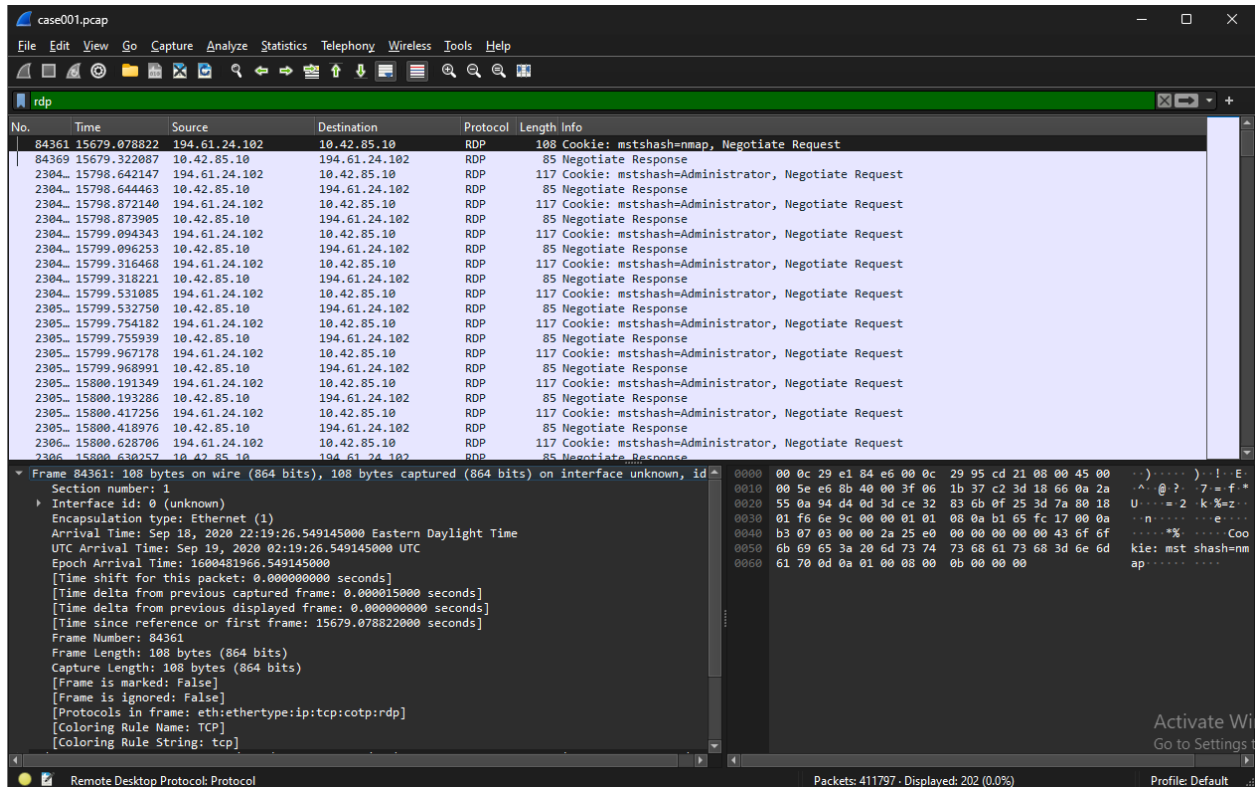 case001.pcap
File Edit View Go Capture Analyze Statistics Telephony Wireless Tools Help
rdp
No. Time Source Destination Protocol Length Info
84361 15679.078822 194.61.24.102 10.42.85.10 RDP 108 Cookie: mstshash=nmap, Negotiate Request
84369 15679.322087 10.42.85.10 194.61.24.102 RDP 85 Negotiate Response
2304… 15798.642147 194.61.24.102 10.42.85.10 RDP 117 Cookie: mstshash=Administrator, Negotiate Request
2304… 15798.644463 10.42.85.10 194.61.24.102 RDP 85 Negotiate Response
2304… 15798.872140 194.61.24.102 10.42.85.10 RDP 117 Cookie: mstshash=Administrator, Negotiate Request
2304… 15798.873905 10.42.85.10 194.61.24.102 RDP 85 Negotiate Response
2304… 15799.094343 194.61.24.102 10.42.85.10 RDP 117 Cookie: mstshash=Administrator, Negotiate Request
2304… 15799.096253 10.42.85.10 194.61.24.102 RDP 85 Negotiate Response
2304… 15799.316468 194.61.24.102 10.42.85.10 RDP 117 Cookie: mstshash=Administrator, Negotiate Request
2304… 15799.318221 10.42.85.10 194.61.24.102 RDP 85 Negotiate Response
2304… 15799.531085 194.61.24.102 10.42.85.10 RDP 117 Cookie: mstshash=Administrator, Negotiate Request
2305… 15799.532750 10.42.85.10 194.61.24.102 RDP 85 Negotiate Response
2305… 15799.754182 194.61.24.102 10.42.85.10 RDP 117 Cookie: mstshash=Administrator, Negotiate Request
2305… 15799.755939 10.42.85.10 194.61.24.102 RDP 85 Negotiate Response
2305… 15799.967178 194.61.24.102 10.42.85.10 RDP 117 Cookie: mstshash=Administrator, Negotiate Request
2305… 15799.968991 10.42.85.10 194.61.24.102 RDP 85 Negotiate Response
2305… 15800.191349 194.61.24.102 10.42.85.10 RDP 117 Cookie: mstshash=Administrator, Negotiate Request
2305… 15800.193286 10.42.85.10 194.61.24.102 RDP 85 Negotiate Response
2305… 15800.417256 194.61.24.102 10.42.85.10 RDP 117 Cookie: mstshash=Administrator, Negotiate Request
2305… 15800.418976 10.42.85.10 194.61.24.102 RDP 85 Negotiate Response
2306… 15800.628706 194.61.24.102 10.42.85.10 RDP 117 Cookie: mstshash=Administrator, Negotiate Request
2306 15800.630257 10.42.85.10 194.61.24.102 RDP 85 Negotiate Response
Frame 84361: 108 bytes on wire (864 bits), 108 bytes captured (864 bits) on interface unknown, id
Section number: 1
Interface id: 0 (unknown)
Encapsulation type: Ethernet (1)
Arrival Time: Sep 18, 2020 22:19:26.549145000 Eastern Daylight Time
UTC Arrival Time: Sep 19, 2020 02:19:26.549145000 UTC
Epoch Arrival Time: 1600481966.549145000
[Time shift for this packet: 0.000000000 seconds]
[Time delta from previous captured frame: 0.000015000 seconds]
[Time delta from previous displayed frame: 0.000000000 seconds]
[Time since reference or first frame: 15679.078822000 seconds]
Frame Number: 84361
Frame Length: 108 bytes (864 bits)
Capture Length: 108 bytes (864 bits)
[Frame is marked: False]
[Frame is ignored: False]
[Protocols in frame: eth:ethertype:ip:tcp:cotp:rdp]
[Coloring Rule Name: TCP]
[Coloring Rule String: tcp]
0000 00 0c 29 e1 84 e6 00 0c 29 95 cd 21 08 00 45 00 ··)····· )··!··E·
0010 00 5e e6 8b 40 00 3f 06 1b 37 c2 3d 18 66 0a 2a ·^··@·?· ·7·=·f·*
0020 55 0a 94 d4 0d 3d ce 32 83 6b 0f 25 3d 7a 80 18 U····=·2 ·k·%=z··
0030 01 f6 6e 9c 00 00 01 01 08 0a b1 65 fc 17 00 0a ··n····· ···e····
0040 b3 07 03 00 00 2a 25 e0 00 00 00 00 00 43 6f 6f ·····*%· ·····Coo
0050 6b 69 65 3a 20 6d 73 74 73 68 61 73 68 3d 6e 6d kie: mst shash=nm
0060 61 70 0d 0a 01 00 08 00 0b 00 00 00 ap······ ····
Activate Wi
Go to Settings t
Remote Desktop Protocol: Protocol
Packets: 411797 · Displayed: 202 (0.0%)
Profile: Default